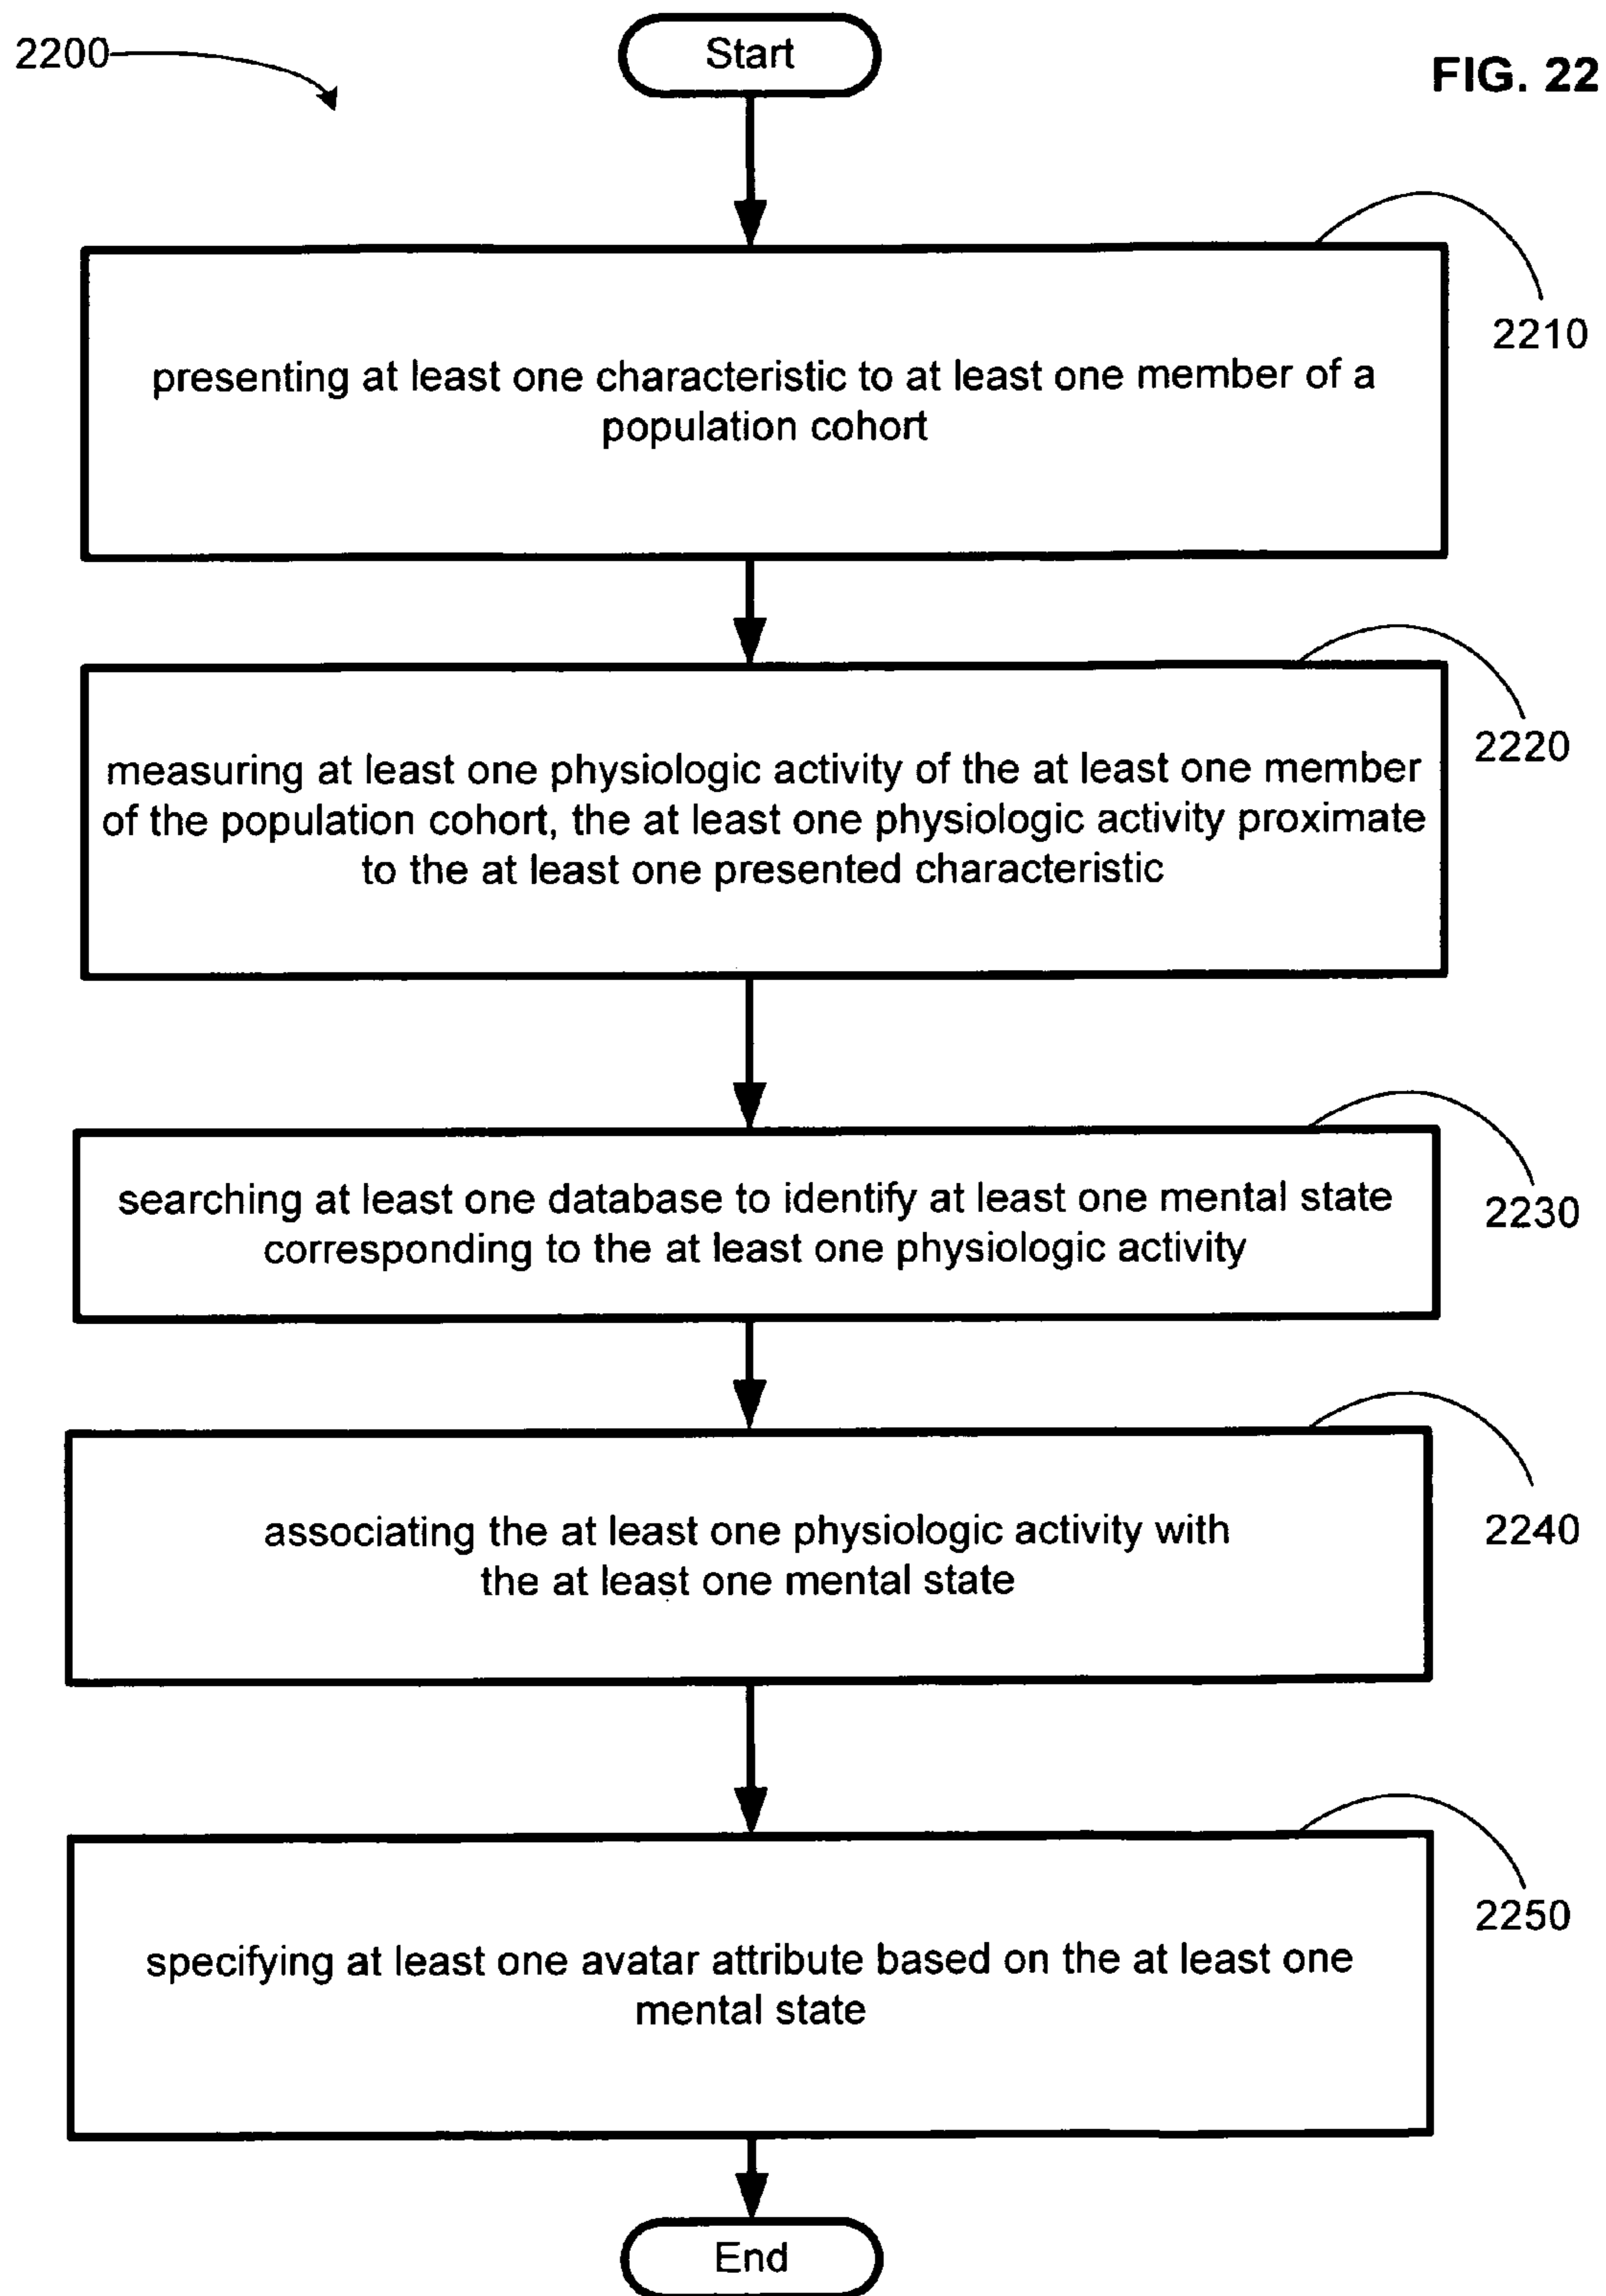 2200
Start
FIG. 22
2210
presenting at least one characteristic to at least one member of a
population cohort
2220
measuring at least one physiologic activity of the at least one member
of the population cohort, the at least one physiologic activity proximate
to the at least one presented characteristic
2230
searching at least one database to identify at least one mental state
corresponding to the at least one physiologic activity
2240
associating the at least one physiologic activity with
the at least one mental state
2250
specifying at least one avatar attribute based on the at least one
mental state
End